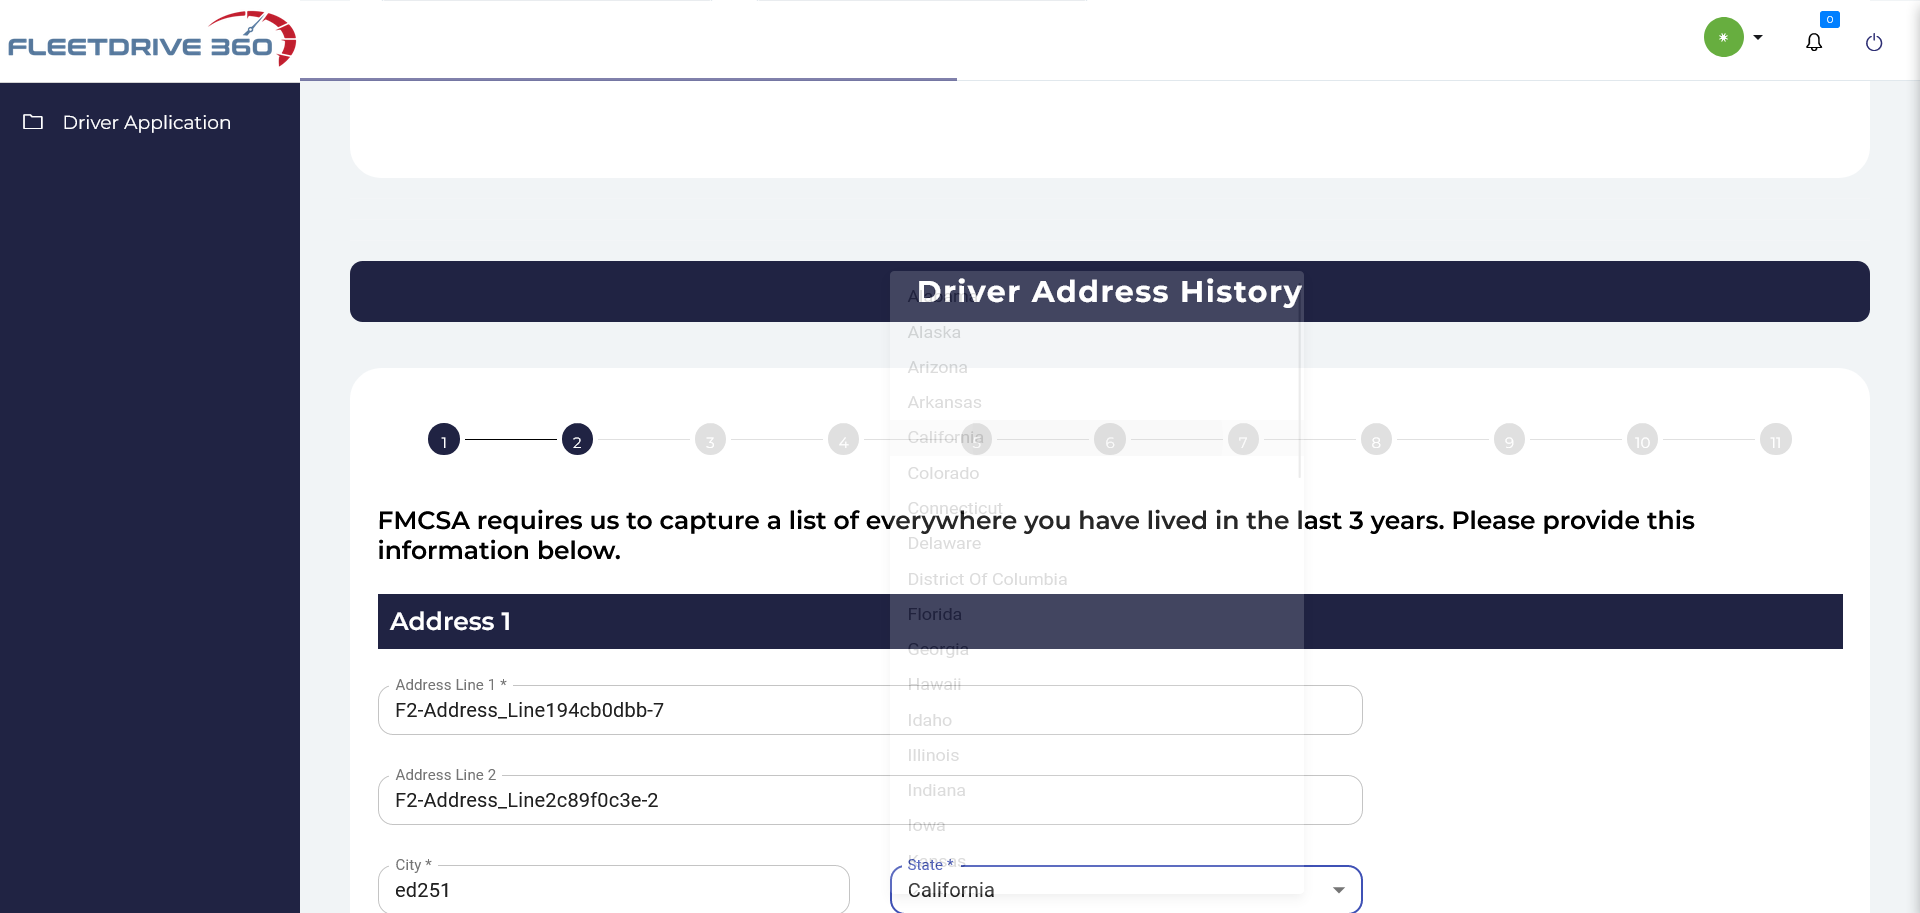 FLEETDRIVE 360
0
Driver Application
Driver Address History
Alaska
Arizona
Arkansas
California
Colorado
Connecticut
Delaware
District Of Columbia
Florida
Georgia
Hawaii
Idaho
Illinois
Indiana
Iowa
Kansas
1 2 3 4 5 6 7 8 9 10 11
FMCSA requires us to capture a list of everywhere you have lived in the last 3 years. Please provide this
information below.
Address 1
Address Line 1 *
F2-Address_Line194cb0dbb-7
Address Line 2
F2-Address_Line2c89f0c3e-2
City *
ed251
State *
California